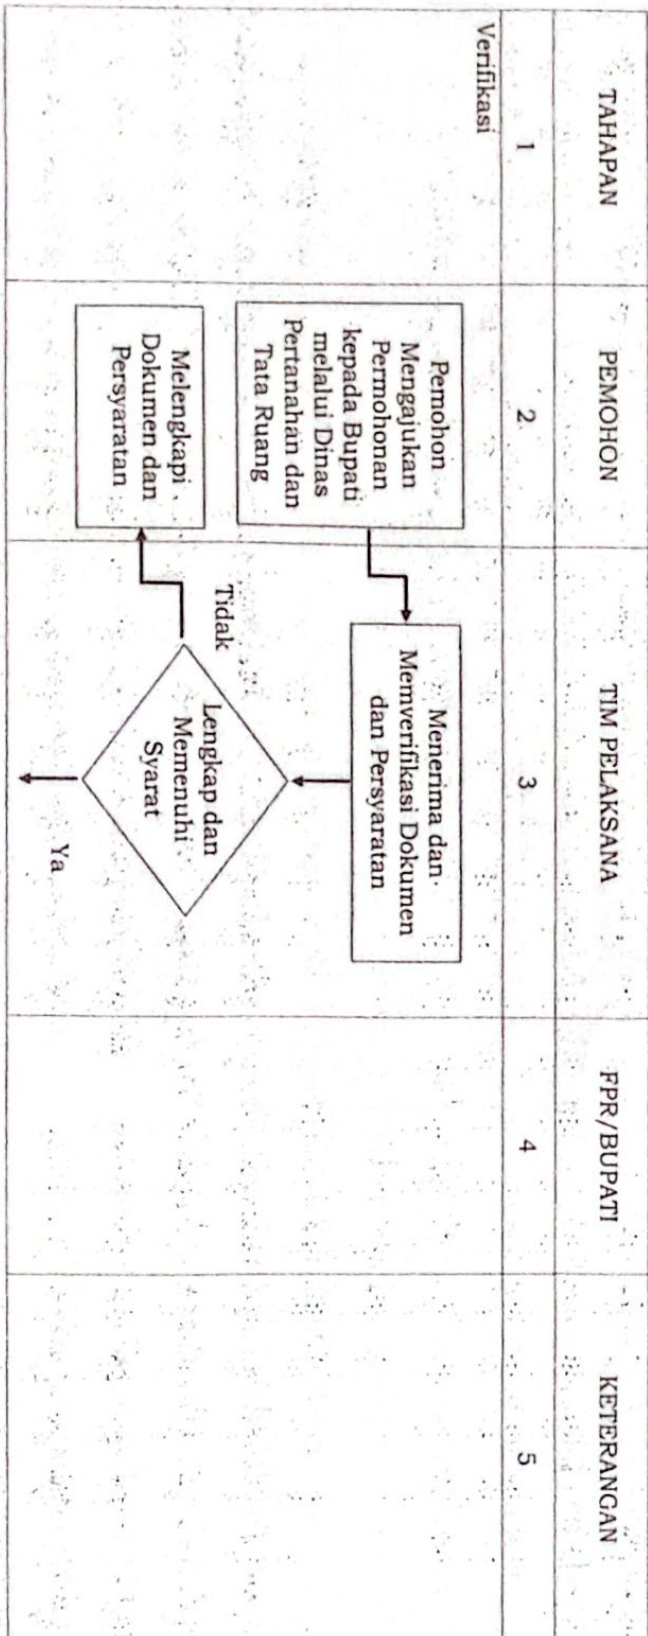 TAHAPAN
PEMOHON
TIM PELAKSANA
FPR/BUPATI
KETERANGAN
1
2
3
4
5
Verifikasi
Pemohon
Mengajukan
Permohonan
kepada Bupati
melalui Dinas
Pertanahan dan
Tata Ruang
Menerima dan
Memverifikasi Dokumen
dan Persyaratan
Tidak
Lengkap dan
Memenuhi
Syarat
Melengkapi
Dokumen dan
Persyaratan
Ya